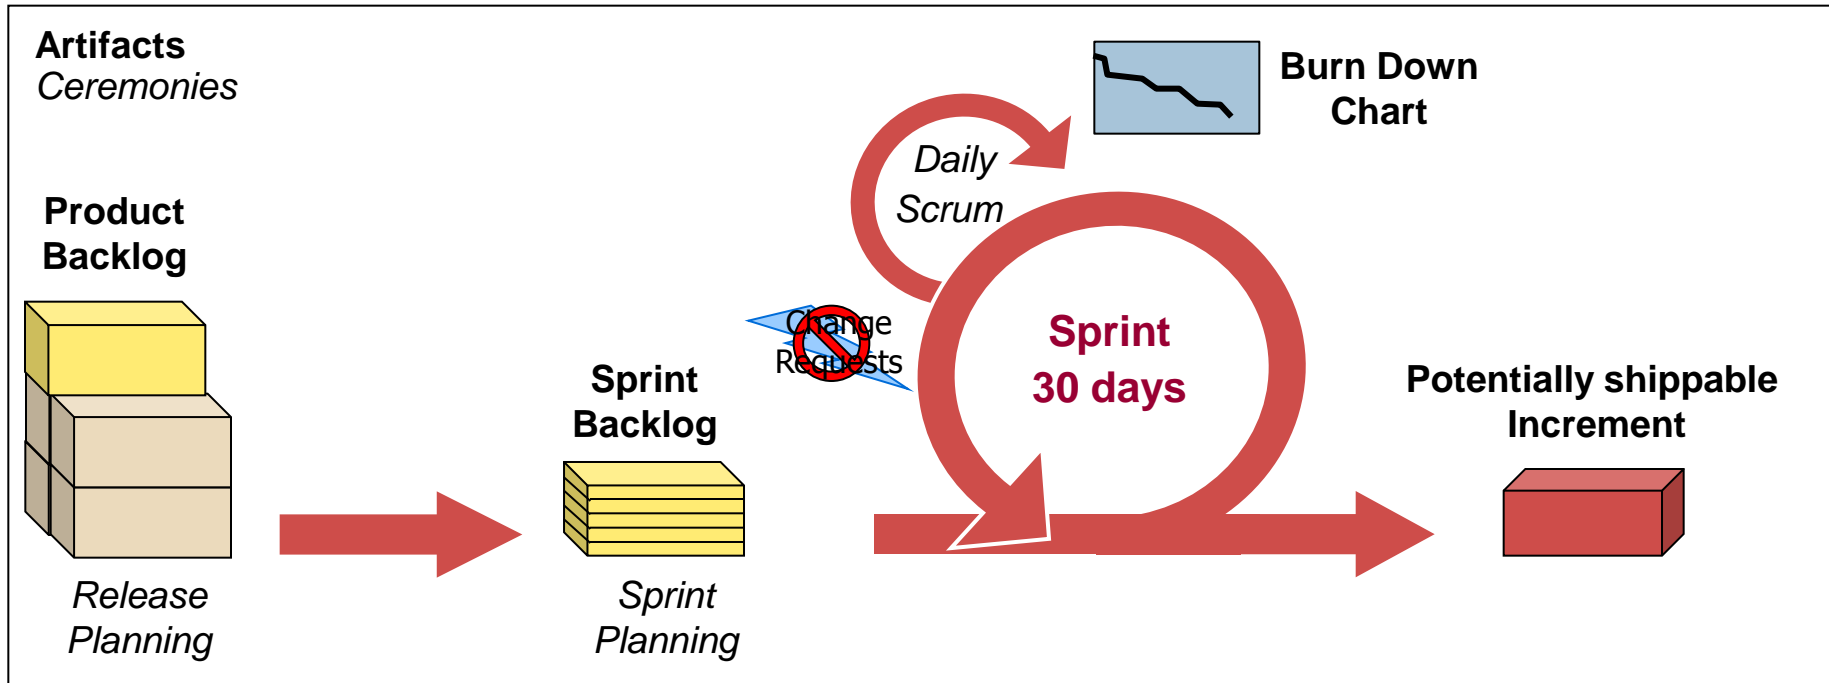 Artifacts
Ceremonies
Burn Down
Chart
Daily
Scrum
Product
Backlog
Change
Requests
Sprint
30 days
Sprint
Backlog
Potentially shippable
Increment
Release
Planning
Sprint
Planning